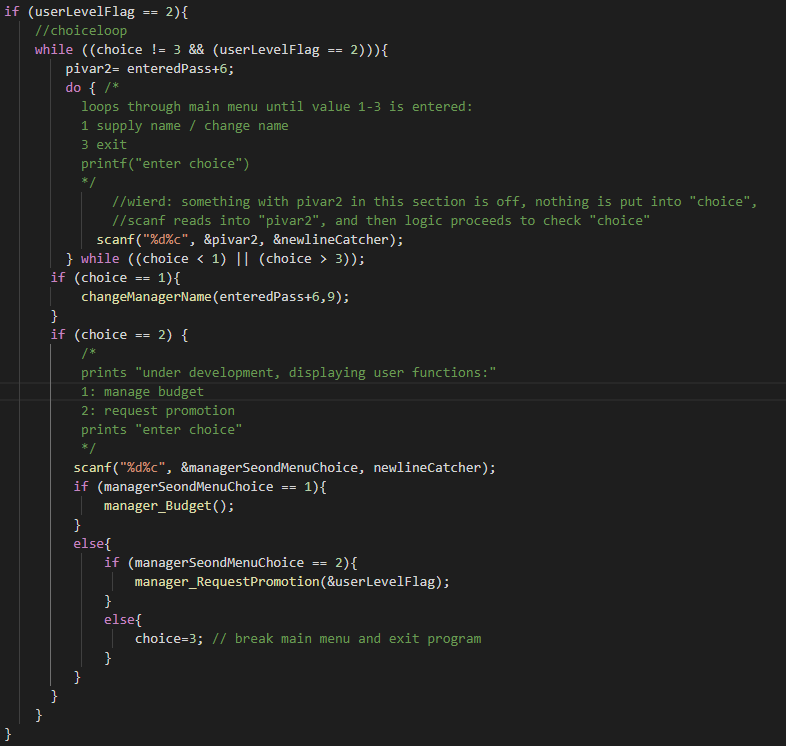 if (userLevelFlag == 2){
//choiceloop
while ((choice != 3 && (userLevelFlag == 2))){
pivar2= enteredPass+6;
do { /*
loops through main menu until value 1-3 is entered:
1 supply name / change name
3 exit
printf("enter choice")
*/
//wierd: something with pivar2 in this section is off, nothing is put into "choice",
//scanf reads into "pivar2", and then logic proceeds to check "choice"
scanf("%d%c", &pivar2, &newlineCatcher);
} while ((choice < 1) || (choice > 3));
if (choice == 1){
changeManagerName(enteredPass+6,9);
}
if (choice == 2) {
/*
prints "under development, displaying user functions:"
1: manage budget
2: request promotion
prints "enter choice"
*/
scanf("%d%c", &managerSeondMenuChoice, newlineCatcher);
if (managerSeondMenuChoice == 1){
manager_Budget();
}
else{
if (managerSeondMenuChoice == 2){
manager_RequestPromotion(&userLevelFlag);
}
else{
choice=3; // break main menu and exit program
}
}
}
}
}